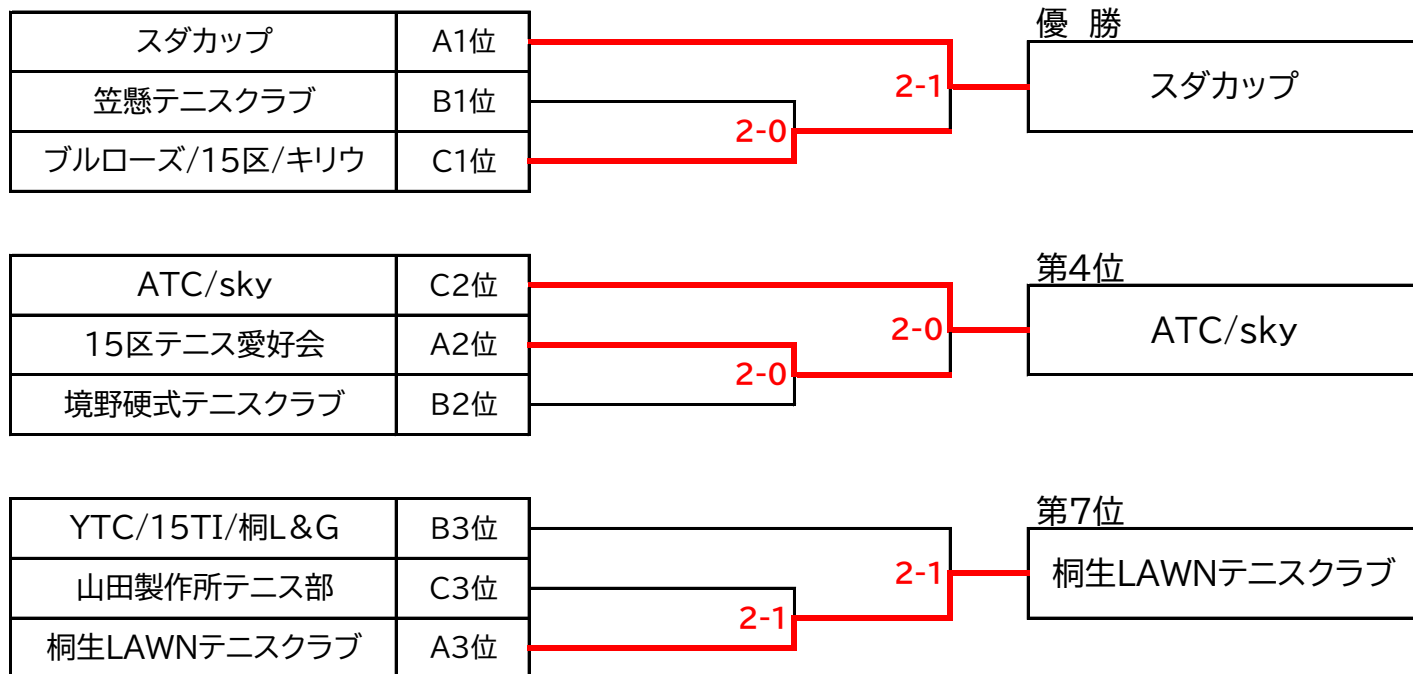 優 勝
スダカップ A1位
2-1
スダカップ
笠懸テニスクラブ B1位
2-0
ブルローズ/15区/キリウ C1位
第4位
ATC/sky C2位
2-0
ATC/sky
15区テニス愛好会 A2位
2-0
境野硬式テニスクラブ B2位
第7位
YTC/15TI/桐L&G B3位
2-1
桐生LAWNテニスクラブ
山田製作所テニス部 C3位
2-1
桐生LAWNテニスクラブ A3位